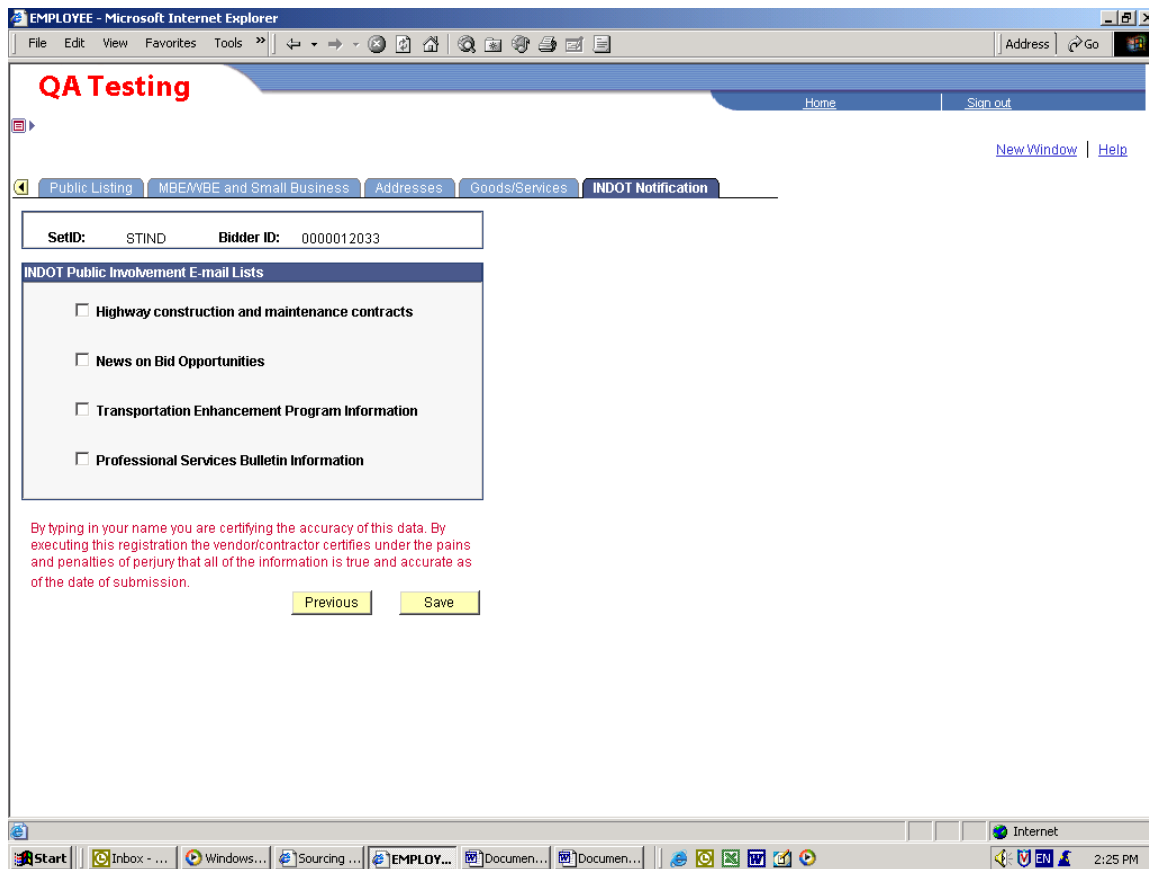 EMPLOYEE - Microsoft Internet Explorer
File Edit View Favorites Tools » Address Go
QA Testing
Home Sign out
New Window | Help
Public Listing MBE/WBE and Small Business Addresses Goods/Services INDOT Notification
SetID: STIND Bidder ID: 0000012033
INDOT Public Involvement E-mail Lists
Highway construction and maintenance contracts
News on Bid Opportunities
Transportation Enhancement Program Information
Professional Services Bulletin Information
By typing in your name you are certifying the accuracy of this data. By
executing this registration the vendor/contractor certifies under the pains
and penalties of perjury that all of the information is true and accurate as
of the date of submission.
Previous Save
Internet
Start Inbox - ... Windows... Sourcing ... EMPLOY... Documen... Documen... EN 2:25 PM